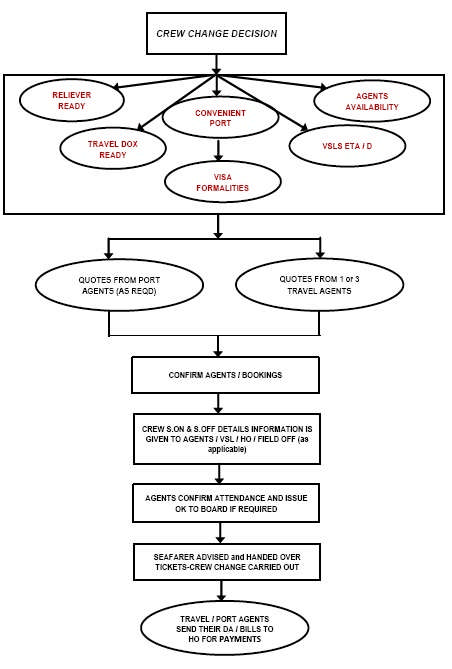 CREW CHANGE DECISION
RELIEVER
READY
AGENTS
AVAILABILITY
CONVENIENT
PORT
TRAVEL DOX
READY
VSLS ETA / D
VISA
FORMALITIES
QUOTES FROM PORT
AGENTS (AS REQD)
QUOTES FROM 1 or 3
TRAVEL AGENTS
CONFIRM AGENTS / BOOKINGS
CREW S.ON & S.OFF DETAILS INFORMATION IS
GIVEN TO AGENTS / VSL / HO / FIELD OFF (as
applicable)
AGENTS CONFIRM ATTENDANCE AND ISSUE
OK TO BOARD IF REQUIRED
SEAFARER ADVISED and HANDED OVER
TICKETS-CREW CHANGE CARRIED OUT
TRAVEL / PORT AGENTS
SEND THEIR DA / BILLS TO
HO FOR PAYMENTS